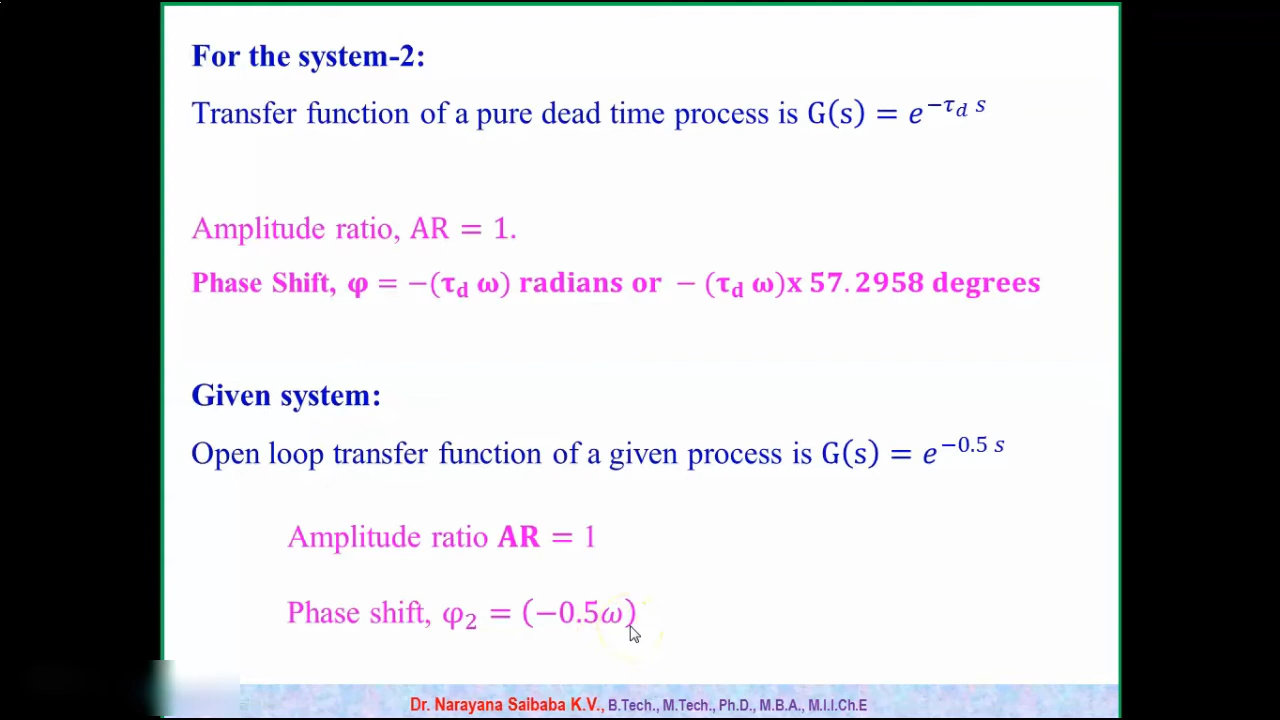 For the system-2:
Transfer function of a pure dead time process is G(s) = e^{−τ_d s}
Amplitude ratio, AR = 1.
Phase Shift, φ = −(τ_d ω) radians or − (τ_d ω)x 57.2958 degrees
Given system:
Open loop transfer function of a given process is G(s) = e^{−0.5 s}
Amplitude ratio AR = 1
Phase shift, φ₂ = (−0.5ω)
Dr. Narayana Saibaba K.V., B.Tech., M.Tech., Ph.D., M.B.A., M.I.I.Ch.E